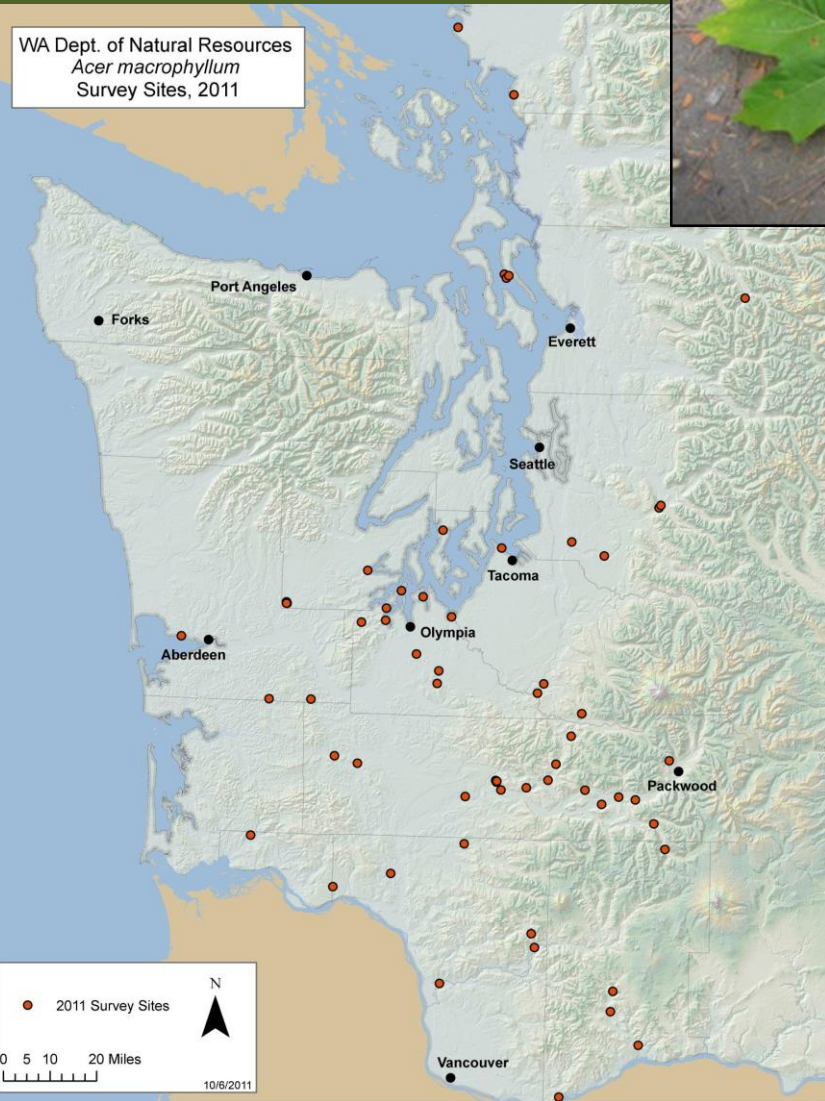 WA Dept. of Natural Resources
Acer macrophyllum
Survey Sites, 2011
Port Angeles
Forks
Everett
Seattle
Tacoma
Olympia
Aberdeen
Packwood
2011 Survey Sites
N
0 5 10 20 Miles
10/6/2011
Vancouver